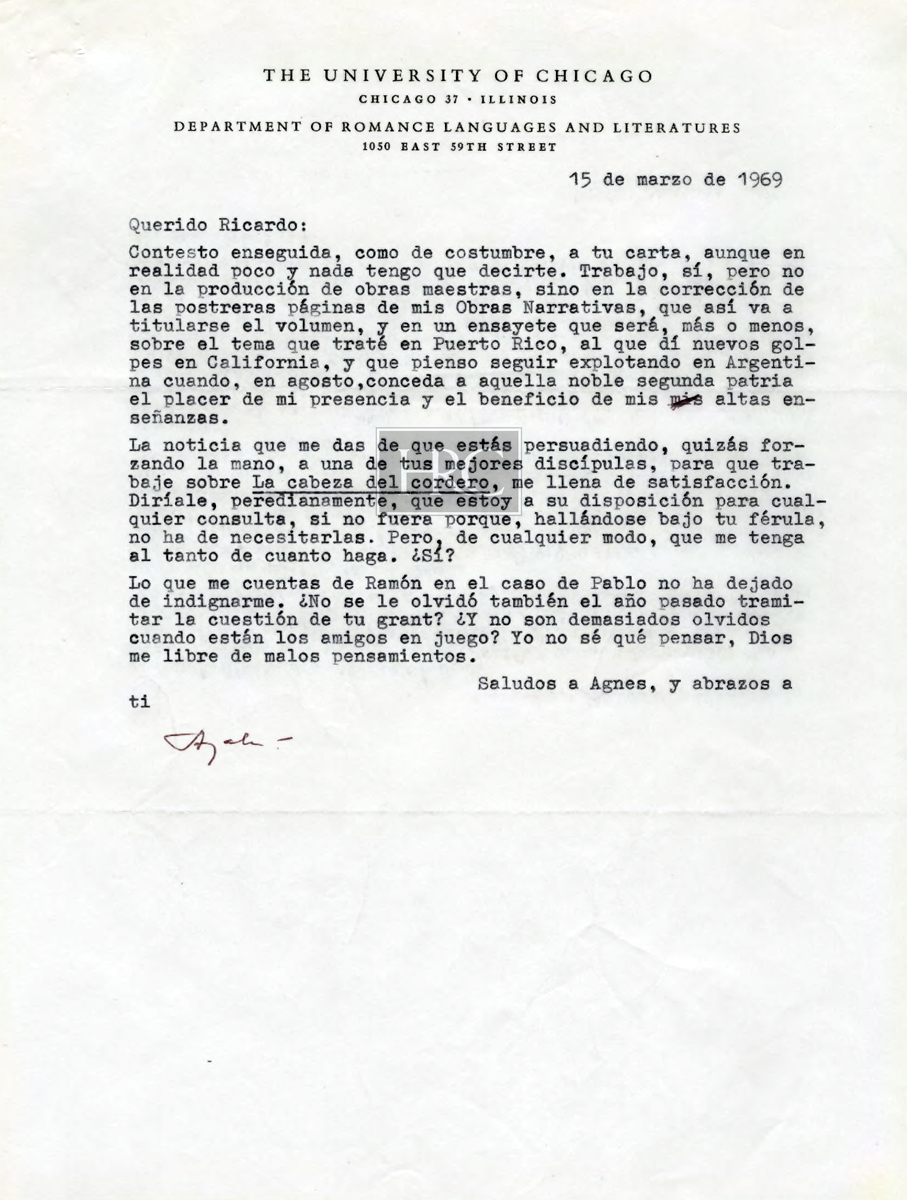 THE UNIVERSITY OF CHICAGO
CHICAGO 37 • ILLINOIS
DEPARTMENT OF ROMANCE LANGUAGES AND LITERATURES
1050 EAST 59TH STREET
15 de marzo de 1969
Querido Ricardo:
Contesto enseguida, como de costumbre, a tu carta, aunque en
realidad poco y nada tengo que decirte. Trabajo, sí, pero no
en la producción de obras maestras, sino en la corrección de
las postreras páginas de mis Obras Narrativas, que así va a
titularse el volumen, y en un ensayete que será, más o menos,
sobre el tema que traté en Puerto Rico, al que dí nuevos gol-
pes en California, y que pienso seguir explotando en Argenti-
na cuando, en agosto,conceda a aquella noble segunda patria
el placer de mi presencia y el beneficio de mis mis altas en-
señanzas.
La noticia que me das de que estás persuadiendo, quizás for-
zando la mano, a una de tus mejores discípulas, para que tra-
baje sobre La cabeza del cordero, me llena de satisfacción.
Diríale, peredianamente, que estoy a su disposición para cual-
quier consulta, si no fuera porque, hallándose bajo tu férula,
no ha de necesitarlas. Pero, de cualquier modo, que me tenga
al tanto de cuanto haga. ¿Sí?
Lo que me cuentas de Ramón en el caso de Pablo no ha dejado
de indignarme. ¿No se le olvidó también el año pasado trami-
tar la cuestión de tu grant? ¿Y no son demasiados olvidos
cuando están los amigos en juego? Yo no sé qué pensar, Dios
me libre de malos pensamientos.
Saludos a Agnes, y abrazos a
ti
Ayala